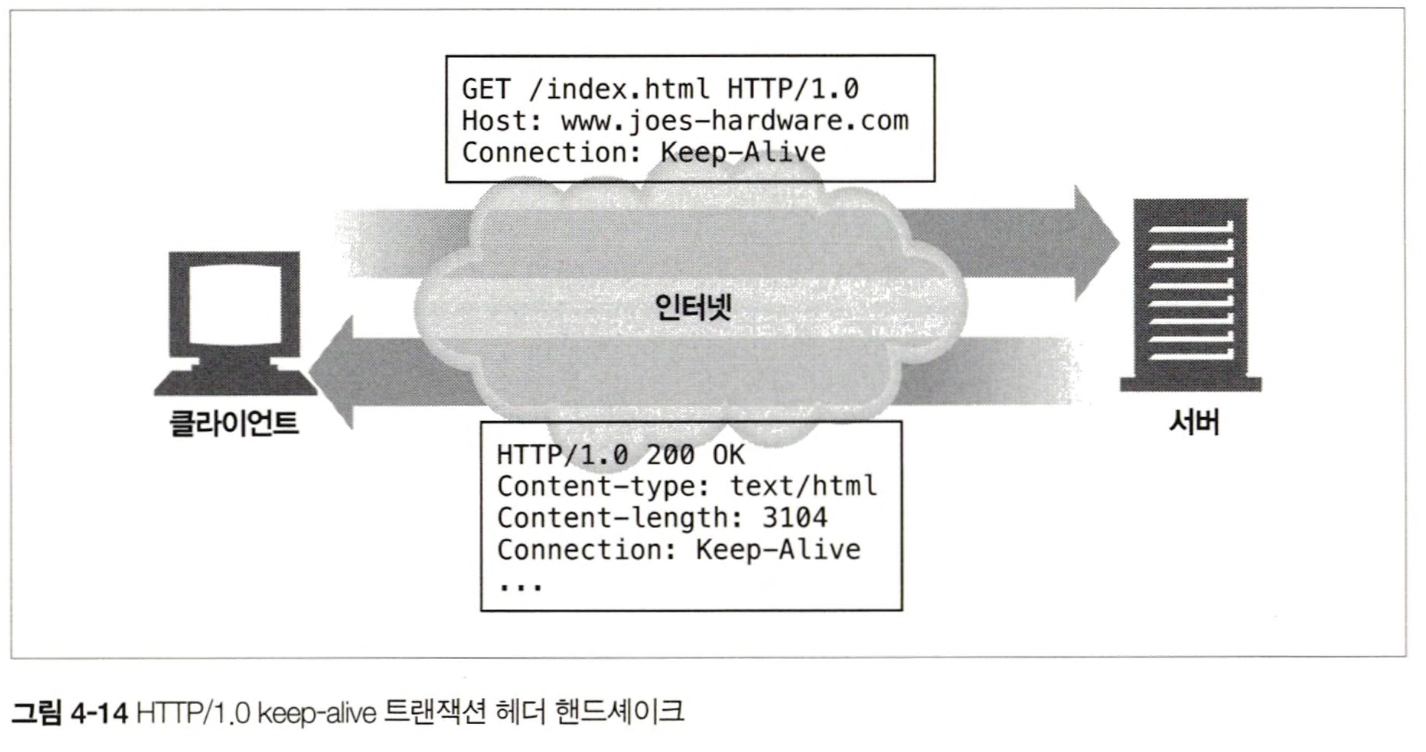 GET /index.html HTTP/1.0
Host: www.joes-hardware.com
Connection: Keep-Alive
인터넷
클라이언트
서버
HTTP/1.0 200 OK
Content-type: text/html
Content-length: 3104
Connection: Keep-Alive
...
그림 4-14 HTTP/1.0 keep-alive 트랜잭션 헤더 핸드셰이크